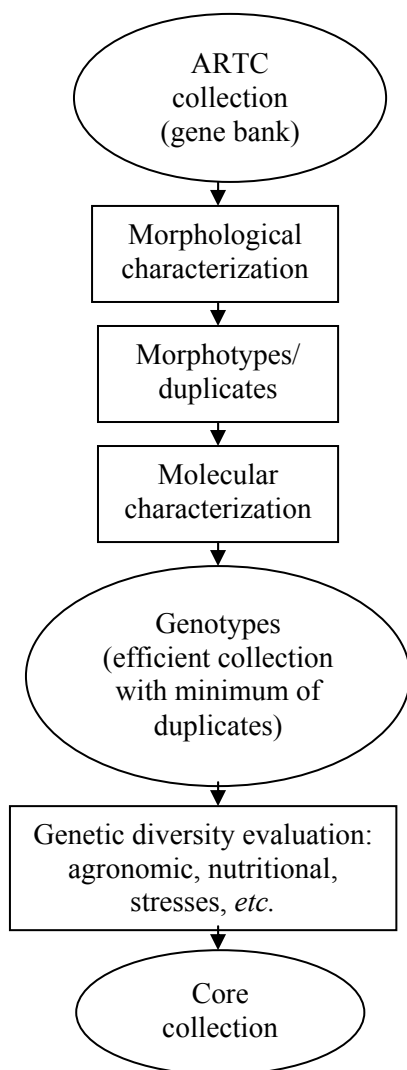 ARTC
collection
(gene bank)
Morphological
characterization
Morphotypes/
duplicates
Molecular
characterization
Genotypes
(efficient collection
with minimum of
duplicates)
Genetic diversity evaluation:
agronomic, nutritional,
stresses, etc.
Core
collection